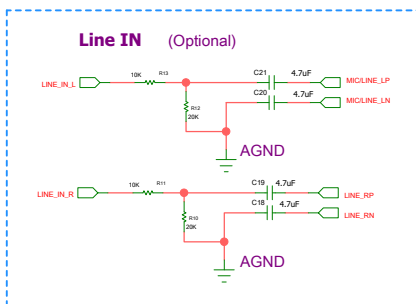 Line IN (Optional)
C21 4.7uF
R13
10K
LINE_IN_L
MIC/LINE_LP
C20 4.7uF
MIC/LINE_LN
R12
20K
AGND
C19 4.7uF
R11
10K
LINE_IN_R
LINE_RP
C18 4.7uF
LINE_RN
R10
20K
AGND